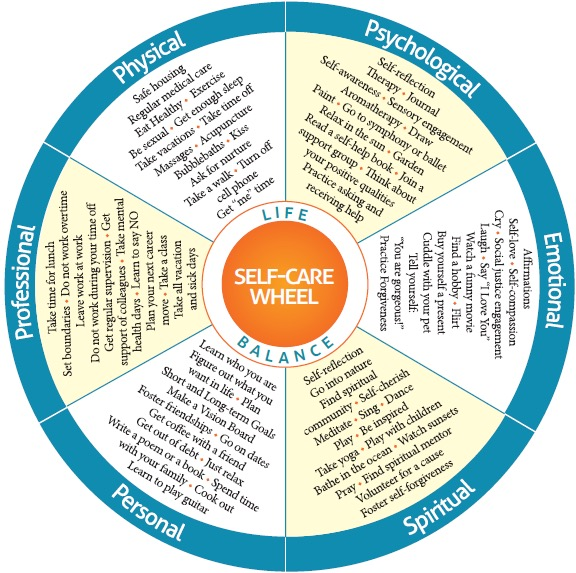 Physical
Safe housing
Regular medical care
Eat Healthy • Exercise
Be sexual • Get enough sleep
Take vacations • Take time off
Massages • Acupuncture
Bubblebaths • Kiss
Ask for nurture
Take a walk • Turn off
cell phone
Get "me" time
Psychological
Self-reflection
Therapy • Journal
Self-awareness • Sensory engagement
Aromatherapy • Draw
Paint • Go to symphony or ballet
Relax in the sun • Garden
Read a self-help book • Join a
support group • Think about
your positive qualities
Practice asking and
receiving help
Emotional
Affirmations
Self-love • Self-compassion
Cry • Social justice engagement
Laugh • Say "I Love You"
Watch a funny movie
Find a hobby • Flirt
Buy yourself a present
Cuddle with your pet
Tell yourself:
"You are gorgeous!"
Practice Forgiveness
Spiritual
Self-reflection
Go into nature
Find spiritual
community • Self-cherish
Meditate • Sing • Dance
Play • Be inspired
Take yoga • Play with children
Bathe in the ocean • Watch sunsets
Pray • Find spiritual mentor
Volunteer for a cause
Foster self-forgiveness
Personal
Learn who you are
Figure out what you
want in life • Plan
Short and Long-term Goals
Make a Vision Board
Foster friendships • Go on dates
Get coffee with a friend
Get out of debt • Just relax
Write a poem or a book • Spend time
with your family • Cook out
Learn to play guitar
Professional
Take time for lunch
Set boundaries • Do not work overtime
Leave work at work
Do not work during your time off
Get regular supervision • Get
support of colleagues • Take mental
health days • Learn to say NO
Plan your next career
move • Take a class
Take all vacation
and sick days
LIFE
SELF-CARE
WHEEL
BALANCE